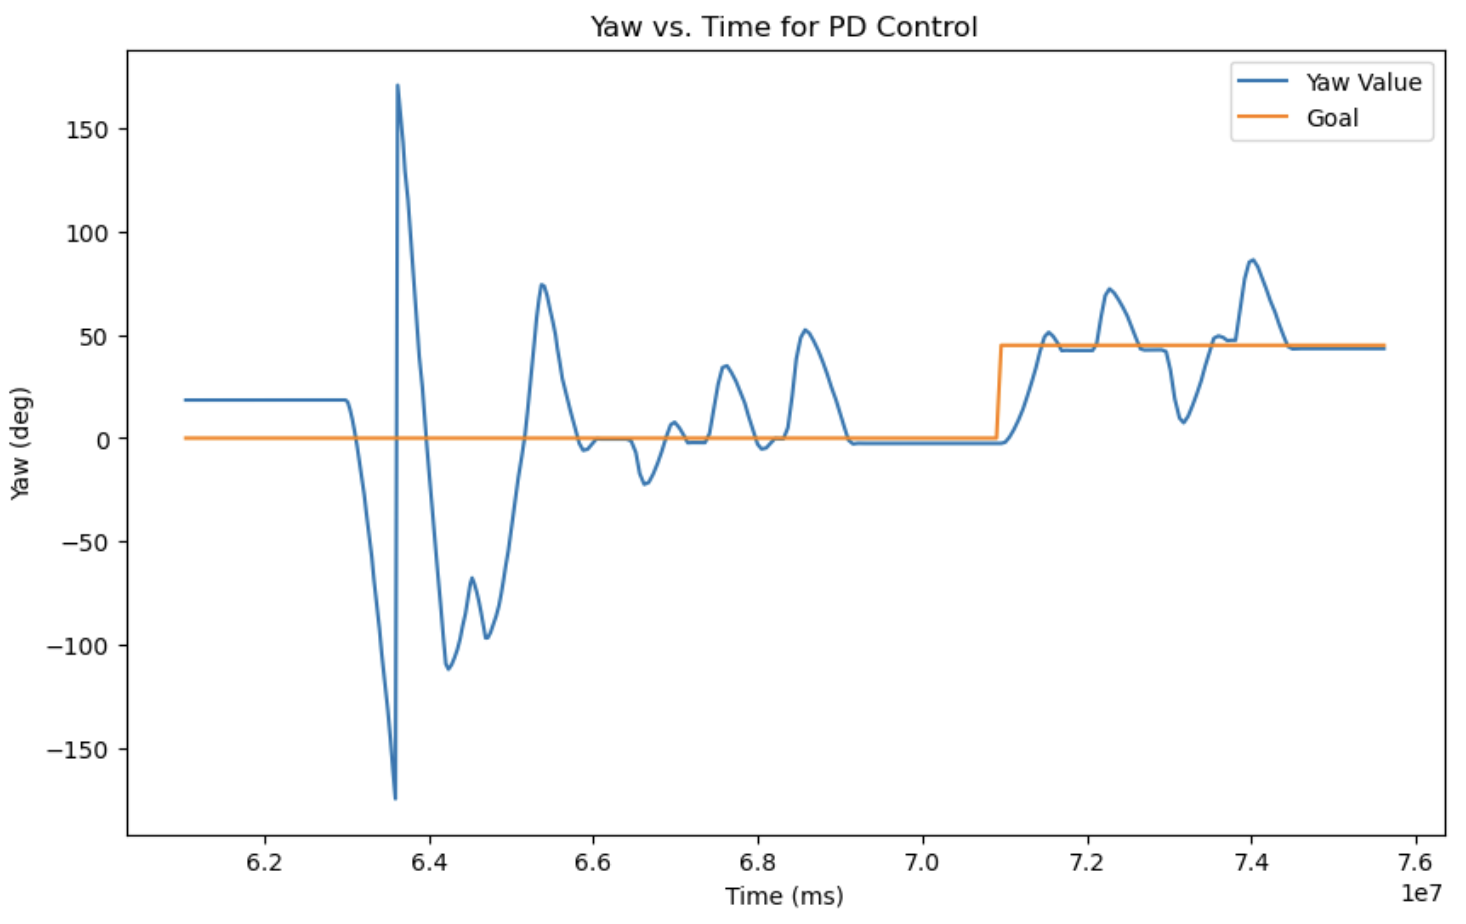 Yaw vs. Time for PD Control
Yaw Value
Goal
Yaw (deg)
150
100
50
0
−50
−100
−150
6.2 6.4 6.6 6.8 7.0 7.2 7.4 7.6
1e7
Time (ms)